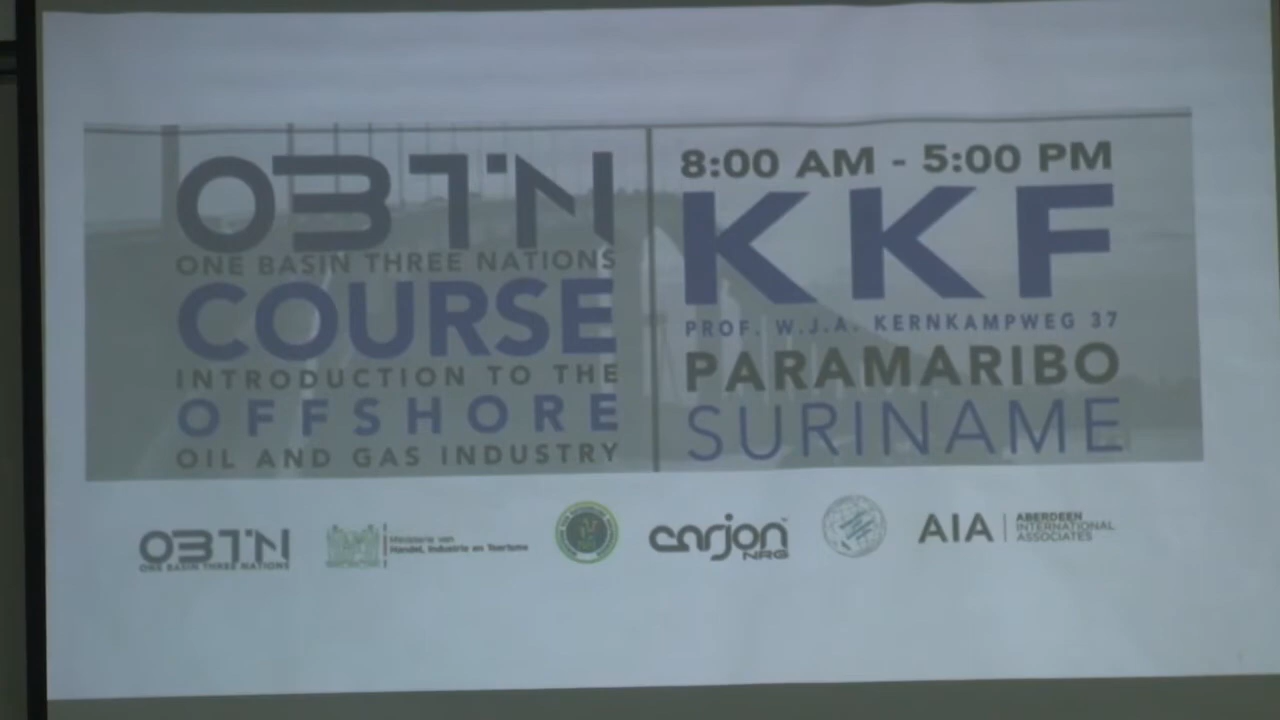 OBTN
ONE BASIN THREE NATIONS
COURSE
INTRODUCTION TO THE
OFFSHORE
OIL AND GAS INDUSTRY
8:00 AM - 5:00 PM
KKF
PROF. W.J.A. KERNKAMPWEG 37
PARAMARIBO
SURINAME
OBTN
ONE BASIN THREE NATIONS
Ministerie van
Handel, Industrie en Toerisme
carjon
NRG
AIA
ABERDEEN
INTERNATIONAL
ASSOCIATES